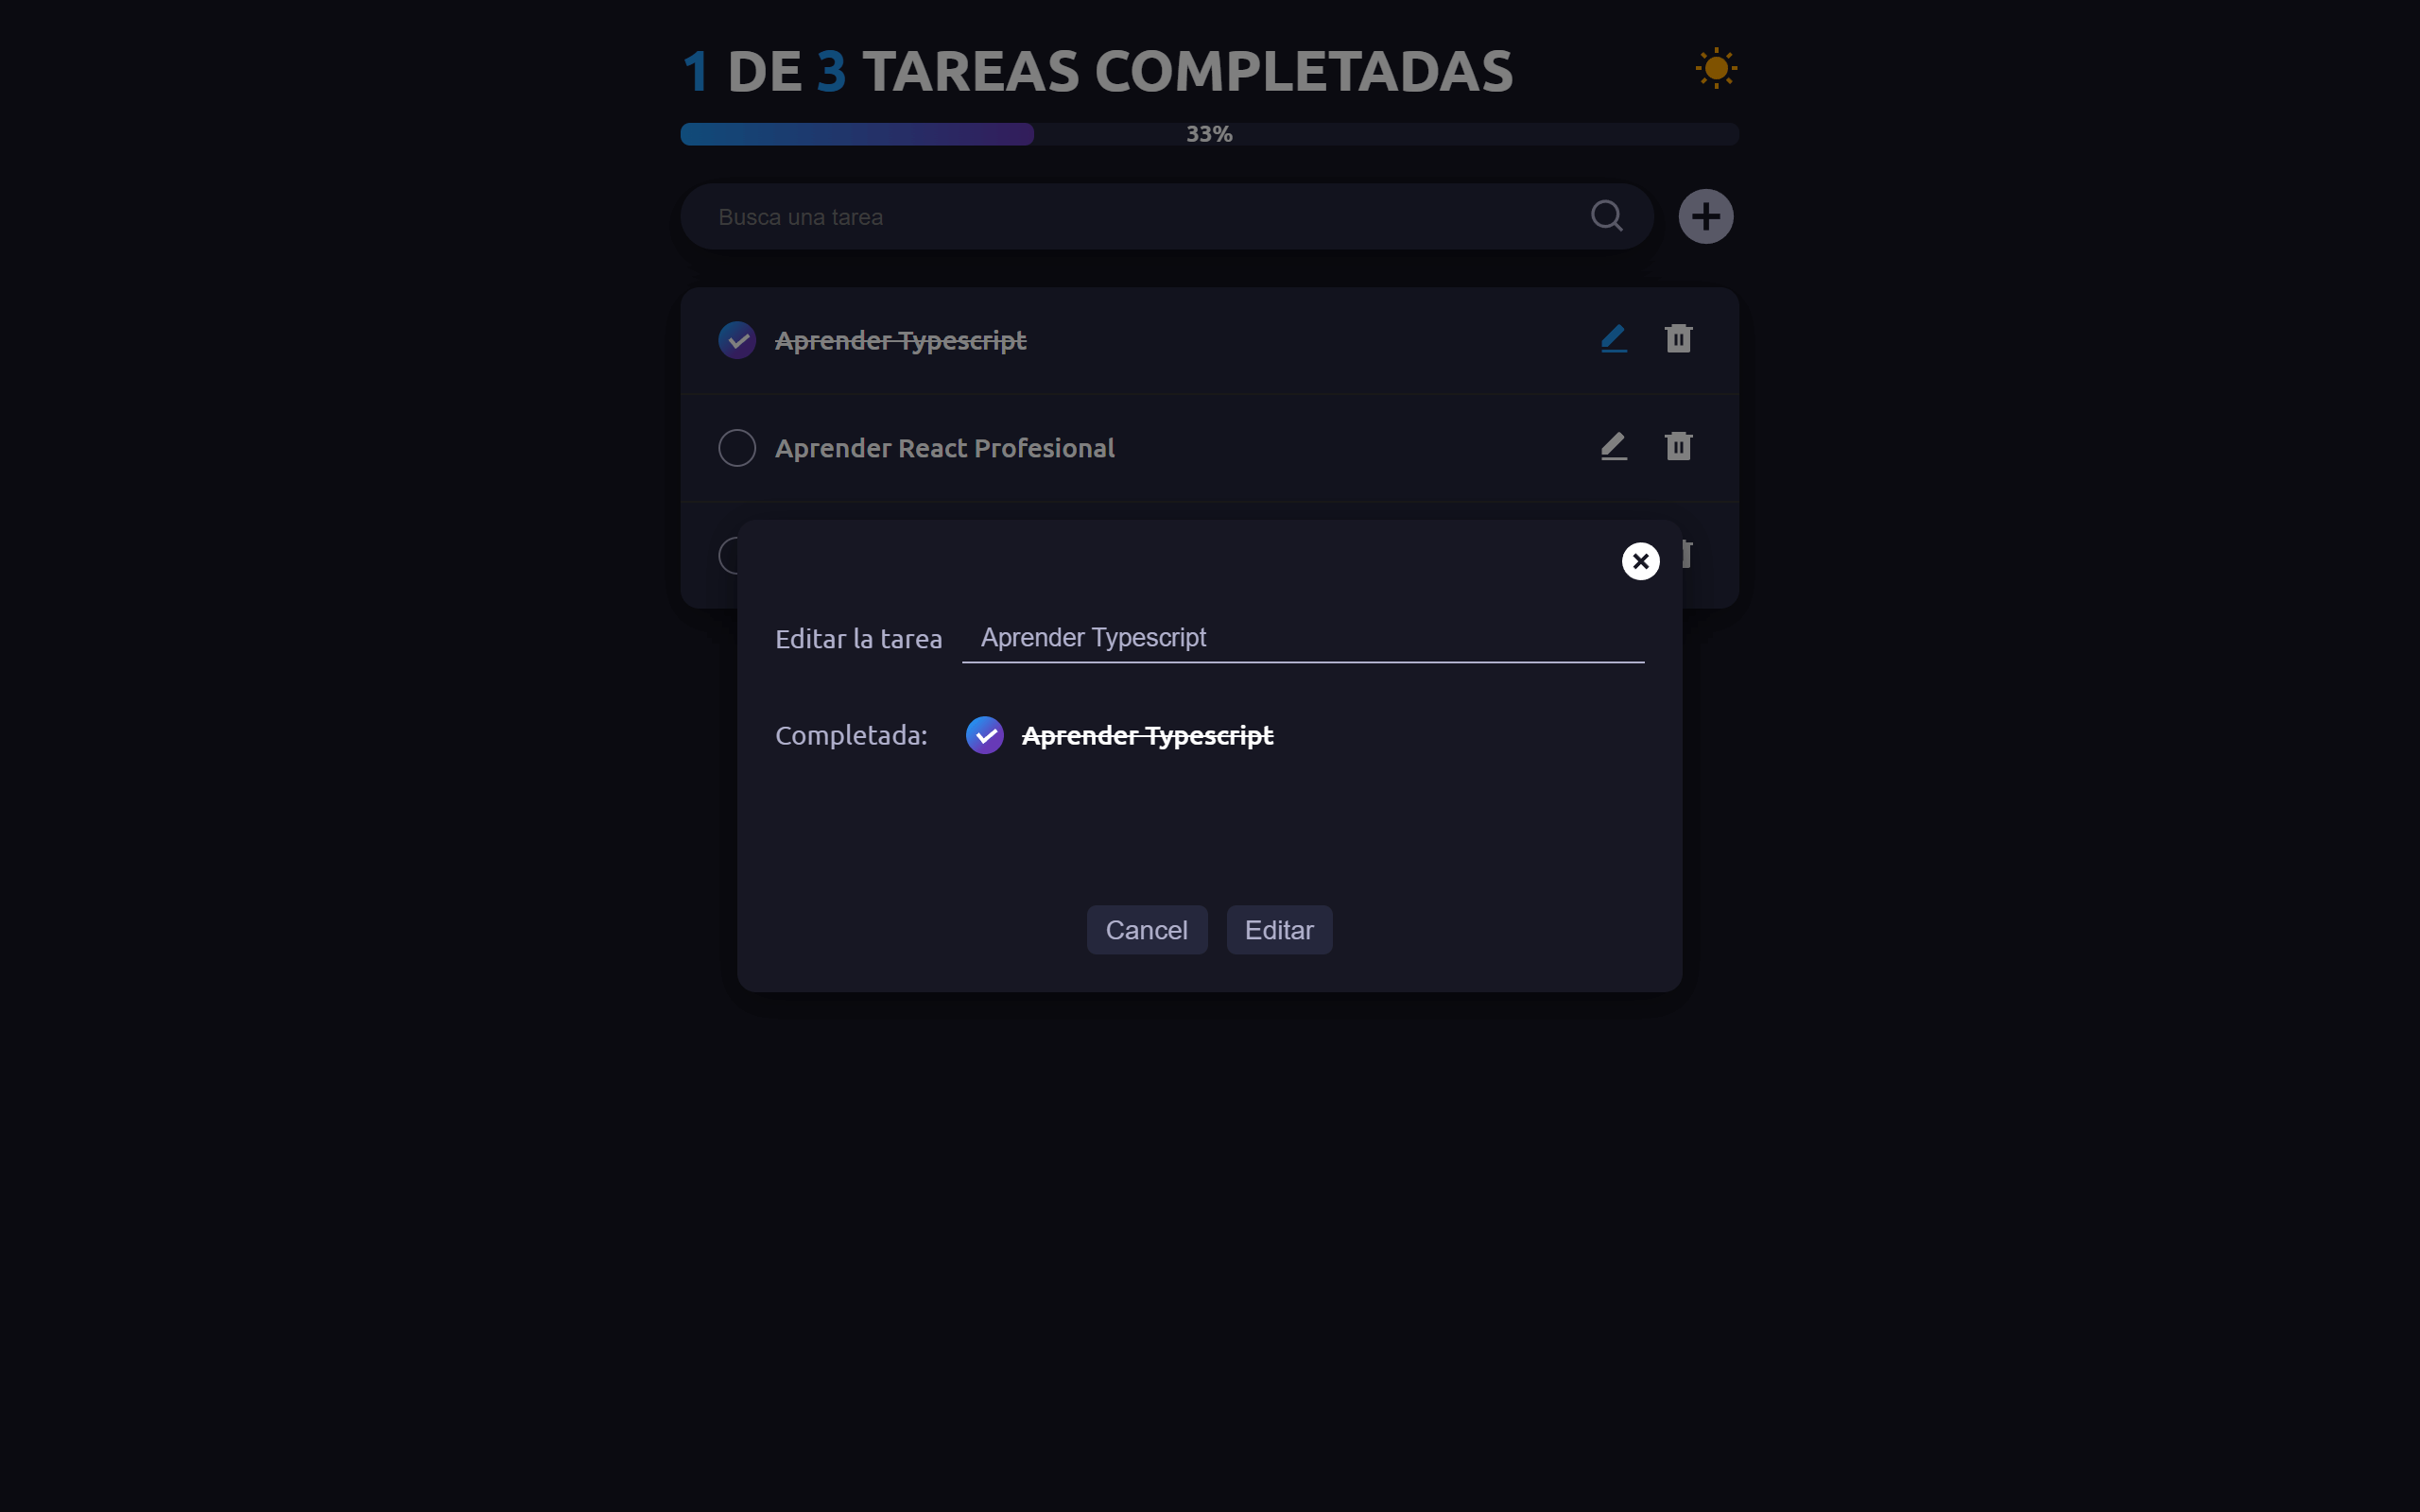 1 DE 3 TAREAS COMPLETADAS
33%
Busca una tarea
Aprender Typescript
Aprender React Profesional
Editar la tarea Aprender Typescript
Completada: Aprender Typescript
Cancel Editar